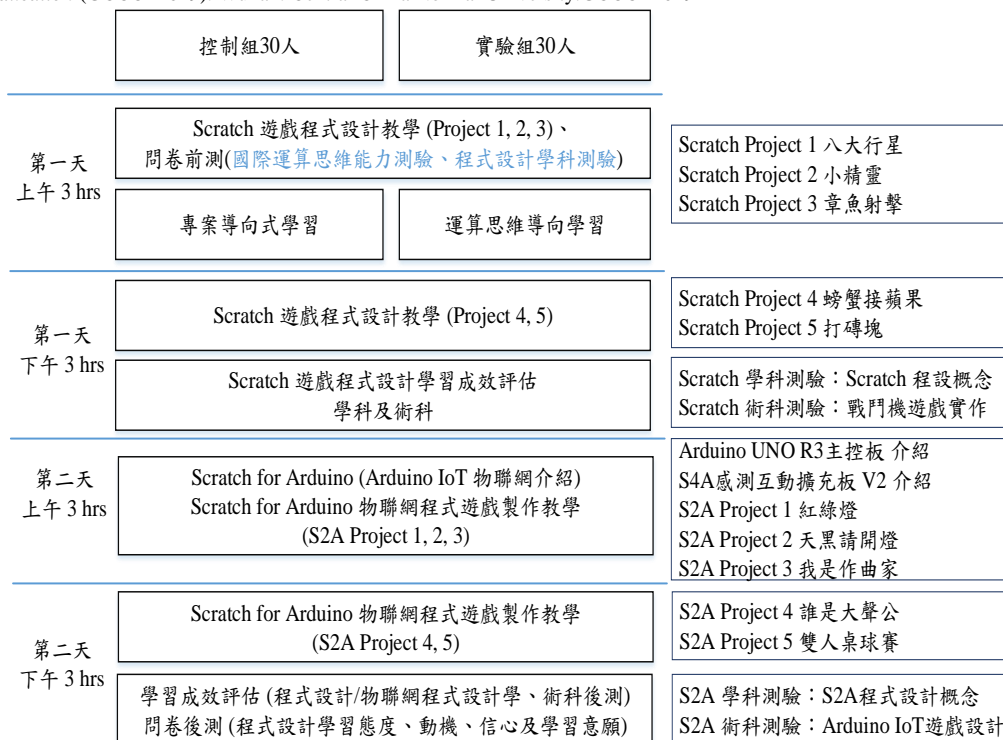 控制組30人
實驗組30人
第一天
上午 3 hrs
Scratch 遊戲程式設計教學 (Project 1, 2, 3)、
問卷前測(國際運算思維能力測驗、程式設計學科測驗)
專案導向式學習
運算思維導向學習
Scratch Project 1 八大行星
Scratch Project 2 小精靈
Scratch Project 3 章魚射擊
第一天
下午 3 hrs
Scratch 遊戲程式設計教學 (Project 4, 5)
Scratch Project 4 螃蟹接蘋果
Scratch Project 5 打磚塊
Scratch 遊戲程式設計學習成效評估
學科及術科
Scratch 學科測驗：Scratch 程設概念
Scratch 術科測驗：戰鬥機遊戲實作
第二天
上午 3 hrs
Scratch for Arduino (Arduino IoT 物聯網介紹)
Scratch for Arduino 物聯網程式遊戲製作教學
(S2A Project 1, 2, 3)
Arduino UNO R3主控板 介紹
S4A感測互動擴充板 V2 介紹
S2A Project 1 紅綠燈
S2A Project 2 天黑請開燈
S2A Project 3 我是作曲家
第二天
下午 3 hrs
Scratch for Arduino 物聯網程式遊戲製作教學
(S2A Project 4, 5)
S2A Project 4 誰是大聲公
S2A Project 5 雙人桌球賽
學習成效評估 (程式設計/物聯網程式設計學、術科後測)
問卷後測 (程式設計學習態度、動機、信心及學習意願)
S2A 學科測驗：S2A程式設計概念
S2A 術科測驗：Arduino IoT遊戲設計